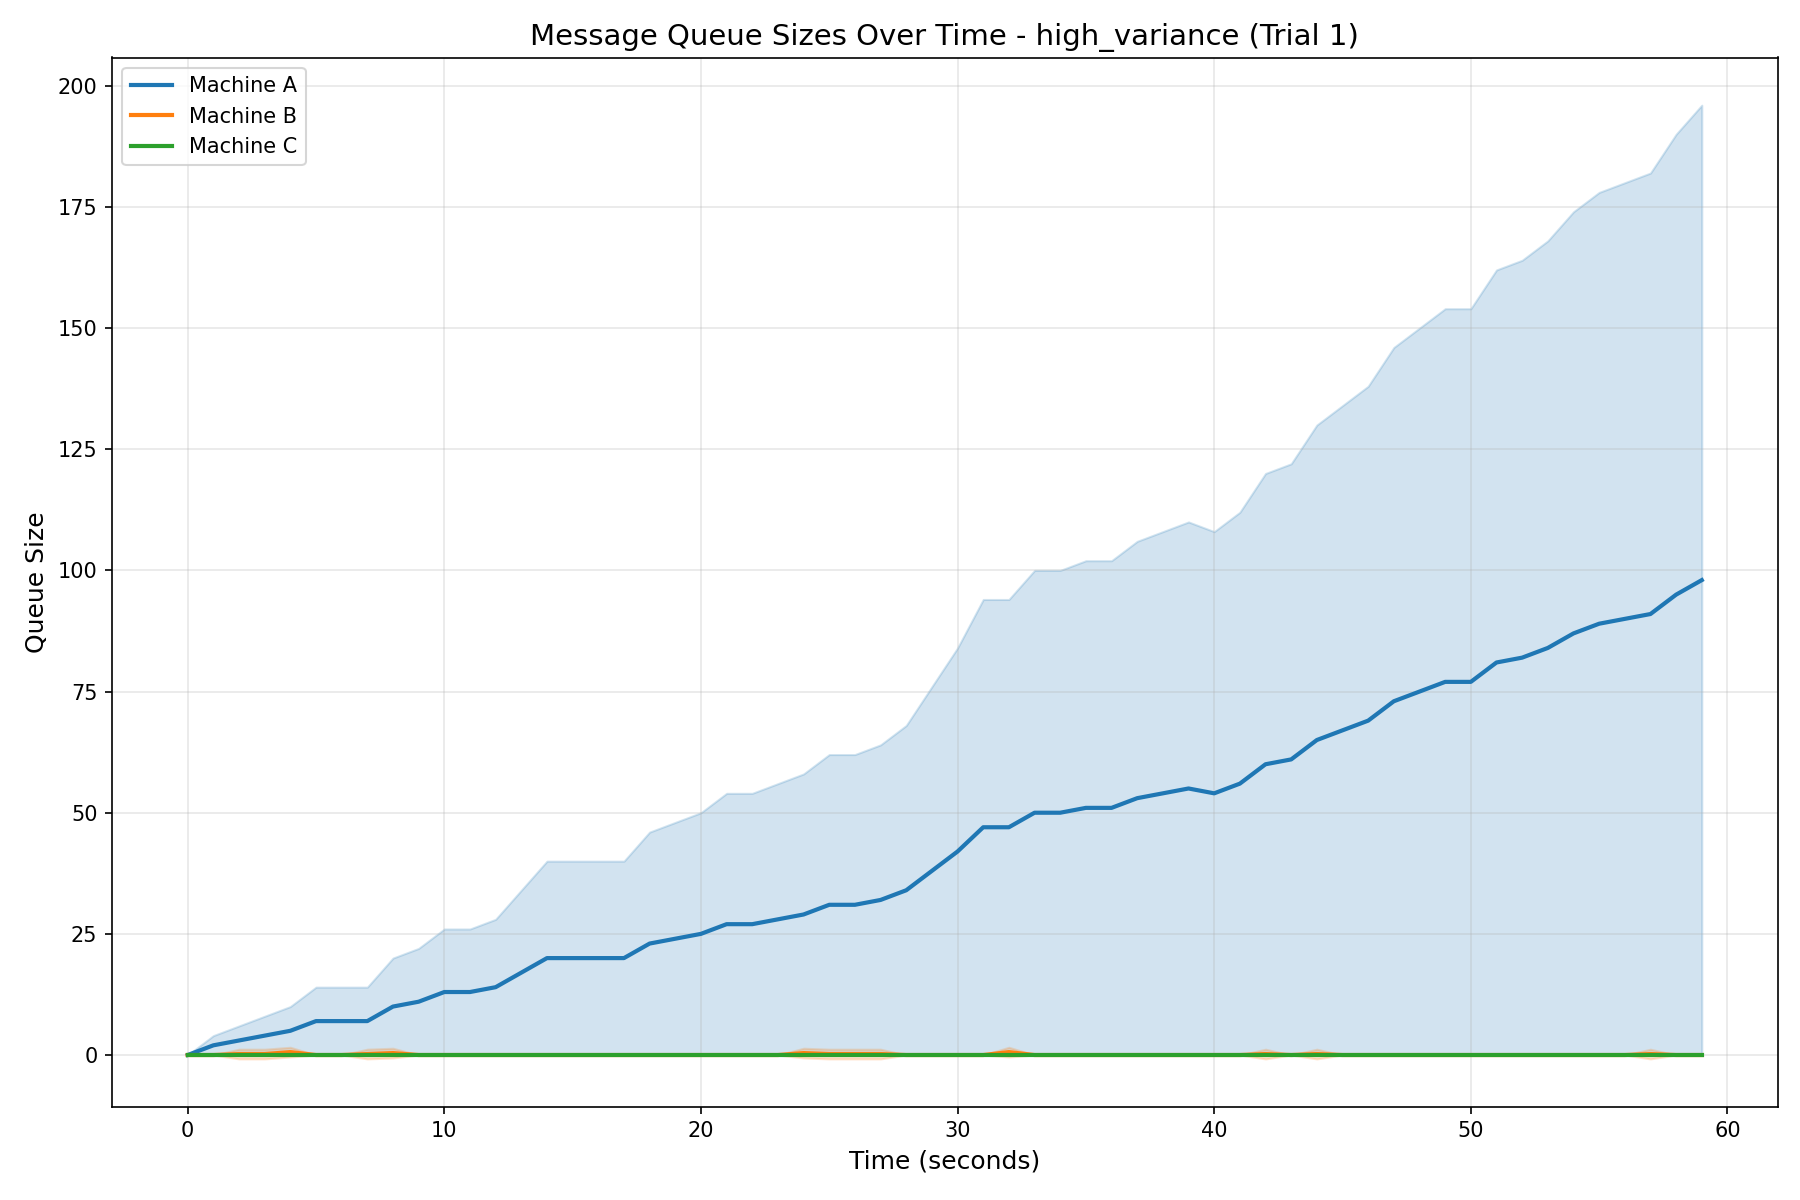 Message Queue Sizes Over Time - high_variance (Trial 1)
Machine A
Machine B
Machine C
200
175
150
125
100
75
50
25
0
Queue Size
0 10 20 30 40 50 60
Time (seconds)